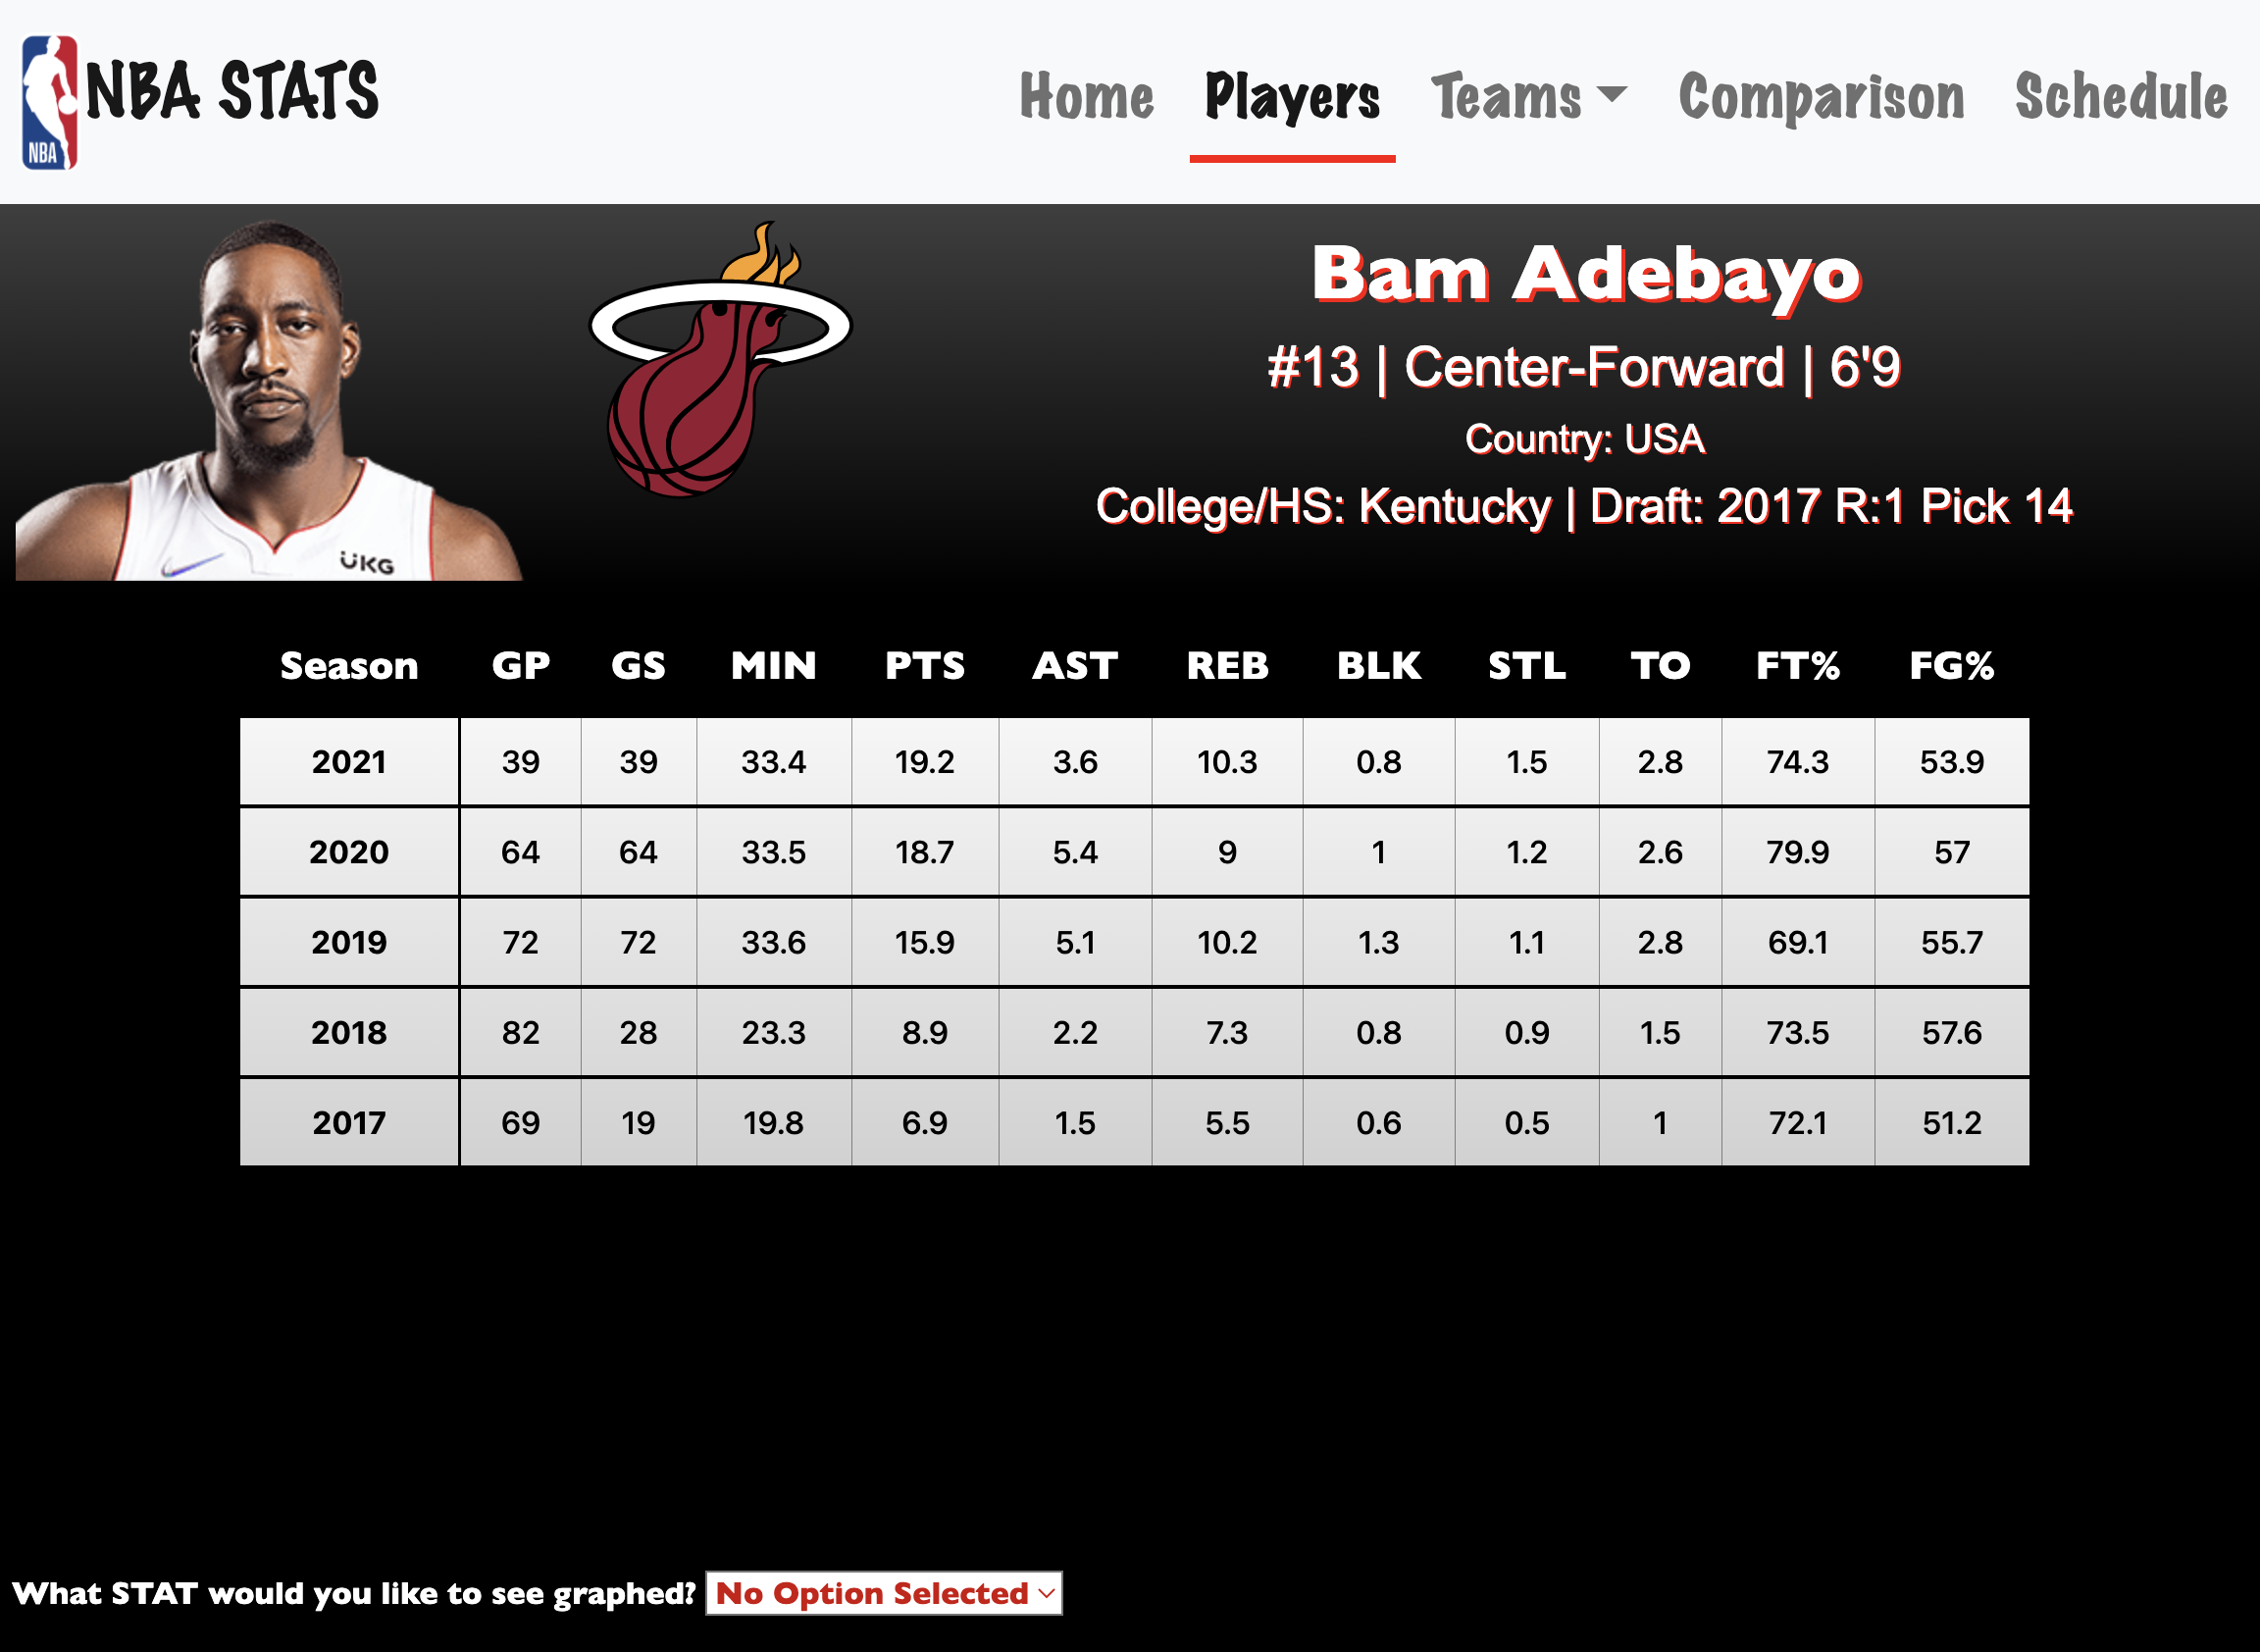 NBA
NBA STATS
Home Players Teams Comparison Schedule
Bam Adebayo
#13 | Center-Forward | 6'9
Country: USA
College/HS: Kentucky | Draft: 2017 R:1 Pick 14
UKG
Season GP GS MIN PTS AST REB BLK STL TO FT% FG%
2021 39 39 33.4 19.2 3.6 10.3 0.8 1.5 2.8 74.3 53.9
2020 64 64 33.5 18.7 5.4 9 1 1.2 2.6 79.9 57
2019 72 72 33.6 15.9 5.1 10.2 1.3 1.1 2.8 69.1 55.7
2018 82 28 23.3 8.9 2.2 7.3 0.8 0.9 1.5 73.5 57.6
2017 69 19 19.8 6.9 1.5 5.5 0.6 0.5 1 72.1 51.2
What STAT would you like to see graphed? No Option Selected